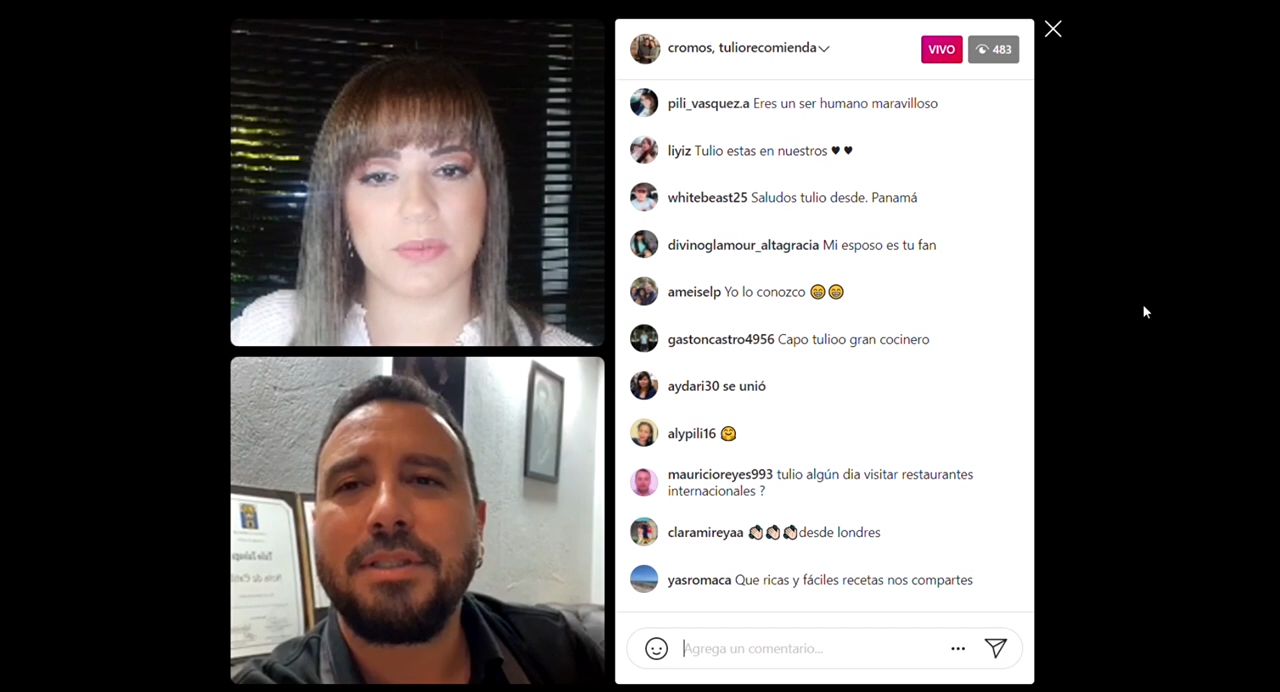 cromos, tuliorecomienda
VIVO
483
pili_vasquez.a Eres un ser humano maravilloso
liyiz Tulio estas en nuestros ♥ ♥
whitebeast25 Saludos tulio desde. Panamá
divinoglamour_altagracia Mi esposo es tu fan
ameiselp Yo lo conozco 😁😁
gastoncastro4956 Capo tulioo gran cocinero
aydari30 se unió
alypili16 🤗
mauricioreyes993 tulio algún dia visitar restaurantes
internacionales ?
claramireyaa 👏🏻👏🏻👏🏻desde londres
yasromaca Que ricas y fáciles recetas nos compartes
Agrega un comentario...